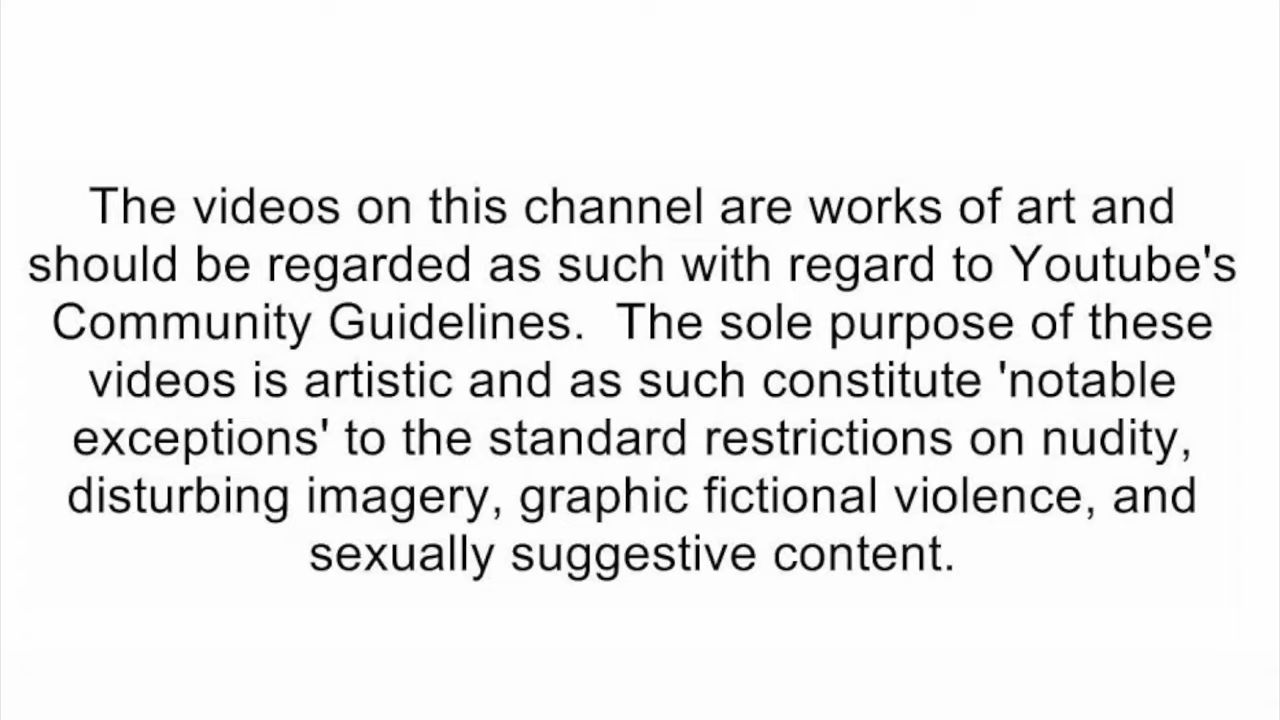 The videos on this channel are works of art and
should be regarded as such with regard to Youtube's
Community Guidelines.  The sole purpose of these
videos is artistic and as such constitute 'notable
exceptions' to the standard restrictions on nudity,
disturbing imagery, graphic fictional violence, and
sexually suggestive content.